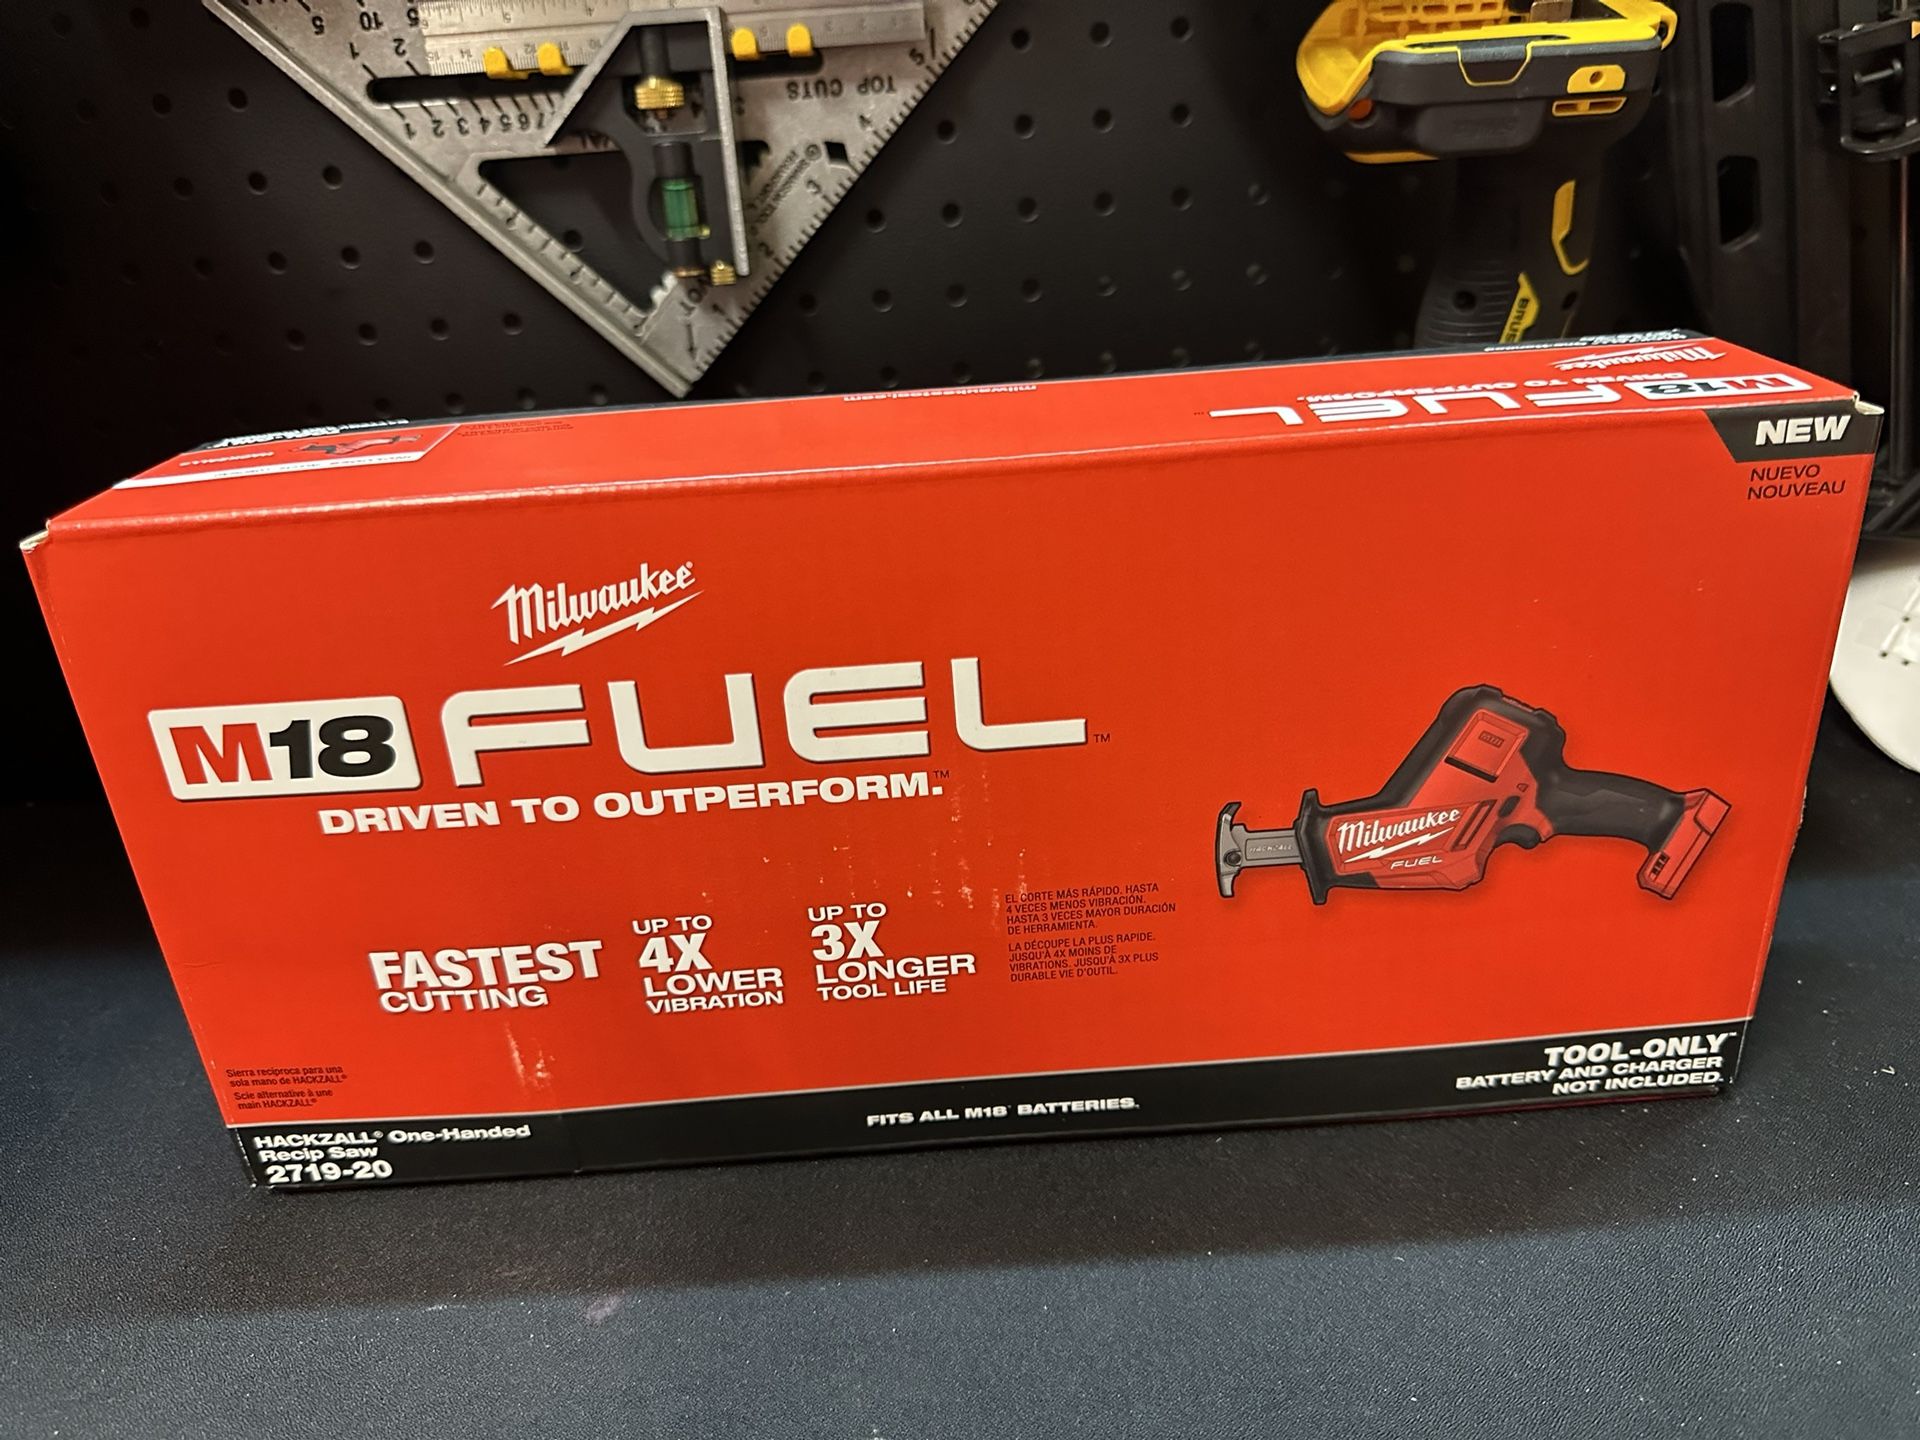 TOP CUTS
milwaukeetool.com
Milwaukee
DRIVEN TO OUTPERFORM.
M18 FUEL
HACKZALL
NEW
NUEVO
NOUVEAU
Milwaukee®
M18 FUEL™
DRIVEN TO OUTPERFORM.™
FASTEST
CUTTING
UP TO
4X
LOWER
VIBRATION
UP TO
3X
LONGER
TOOL LIFE
EL CORTE MÁS RÁPIDO. HASTA
4 VECES MENOS VIBRACIÓN.
HASTA 3 VECES MAYOR DURACIÓN
DE HERRAMIENTA.
LA DÉCOUPE LA PLUS RAPIDE.
JUSQU'À 4X MOINS DE
VIBRATIONS. JUSQU'À 3X PLUS
DURABLE VIE D'OUTIL.
HACKZALL
Milwaukee
FUEL
Sierra recíproca para una
sola mano de HACKZALL®
Scie alternative à une
main HACKZALL®
HACKZALL® One-Handed
Recip Saw
2719-20
FITS ALL M18™ BATTERIES.
TOOL-ONLY™
BATTERY AND CHARGER
NOT INCLUDED.